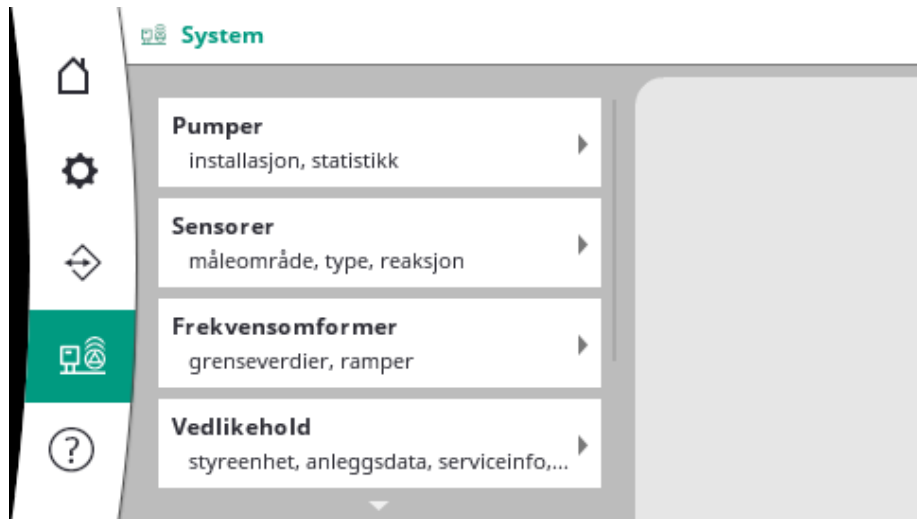 System
Pumper
installasjon, statistikk
Sensorer
måleområde, type, reaksjon
Frekvensomformer
grenseverdier, ramper
Vedlikehold
styreenhet, anleggsdata, serviceinfo,...